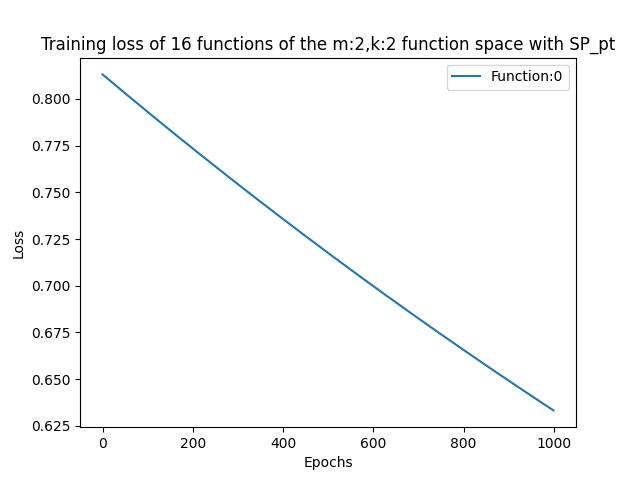 Training loss of 16 functions of the m:2,k:2 function space with SP_pt
Function:0
Loss
0.800
0.775
0.750
0.725
0.700
0.675
0.650
0.625
0 200 400 600 800 1000
Epochs